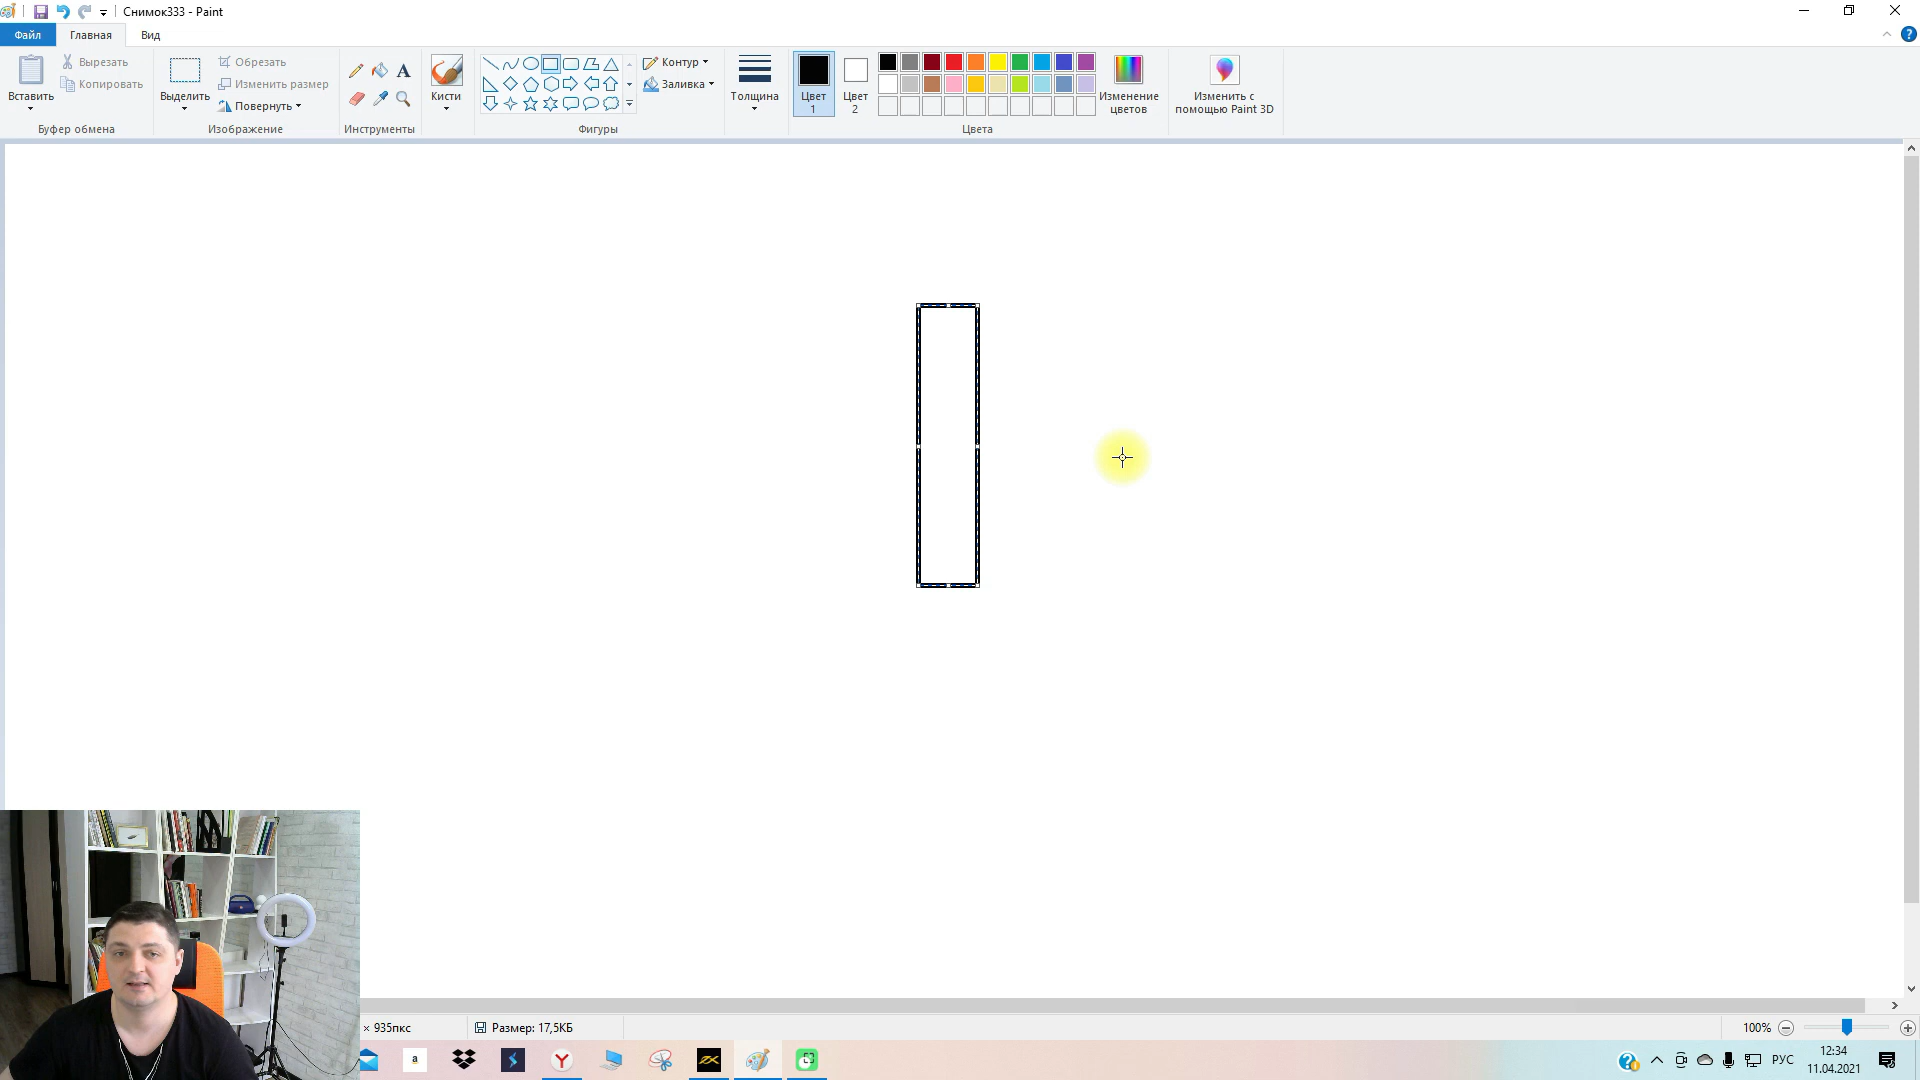 Снимок333 - Paint
Файл
Главная
Вид
Вставить
Вырезать
Копировать
Буфер обмена
Выделить
Обрезать
Изменить размер
Повернуть
Изображение
Инструменты
Кисти
Контур
Заливка
Фигуры
Толщина
Цвет
1
Цвет
2
Изменение
цветов
Цвета
Изменить с
помощью Paint 3D
× 935пкс
Размер: 17,5КБ
100%
a
РУС
12:34
11.04.2021